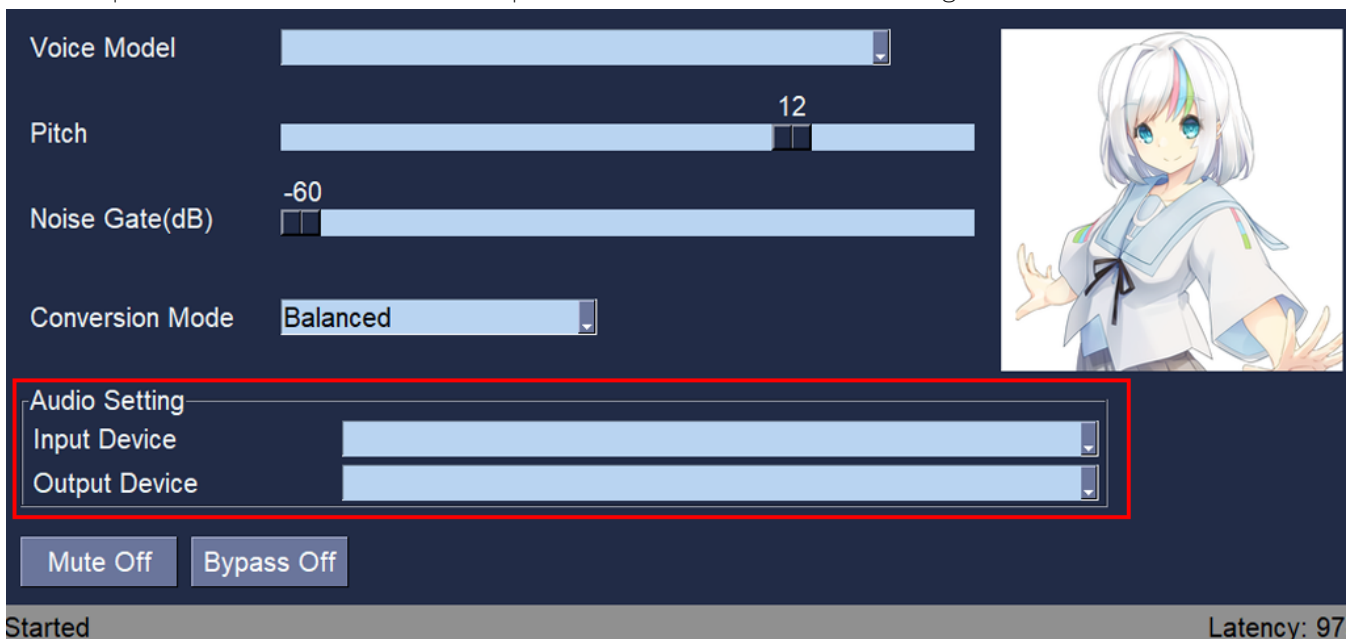 Voice Model
12
Pitch
-60
Noise Gate(dB)
Conversion Mode Balanced
Audio Setting
Input Device
Output Device
Mute Off Bypass Off
Started Latency: 97